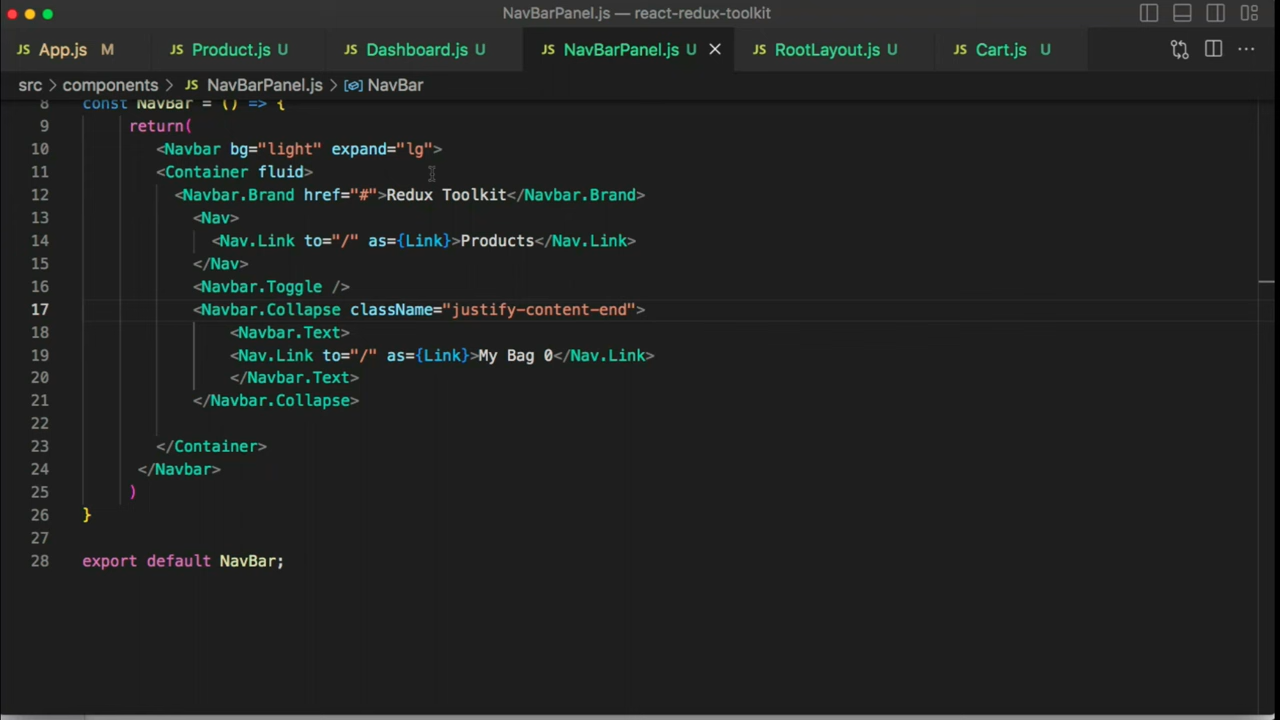 NavBarPanel.js — react-redux-toolkit
JS App.js M JS Product.js U JS Dashboard.js U JS NavBarPanel.js U JS RootLayout.js U JS Cart.js U
src > components > JS NavBarPanel.js > NavBar
8 const NavBar = () => {
9 return(
10 <Navbar bg="light" expand="lg">
11 <Container fluid>
12 <Navbar.Brand href="#">Redux Toolkit</Navbar.Brand>
13 <Nav>
14 <Nav.Link to="/" as={Link}>Products</Nav.Link>
15 </Nav>
16 <Navbar.Toggle />
17 <Navbar.Collapse className="justify-content-end">
18 <Navbar.Text>
19 <Nav.Link to="/" as={Link}>My Bag 0</Nav.Link>
20 </Navbar.Text>
21 </Navbar.Collapse>
22
23 </Container>
24 </Navbar>
25 )
26 }
27
28 export default NavBar;